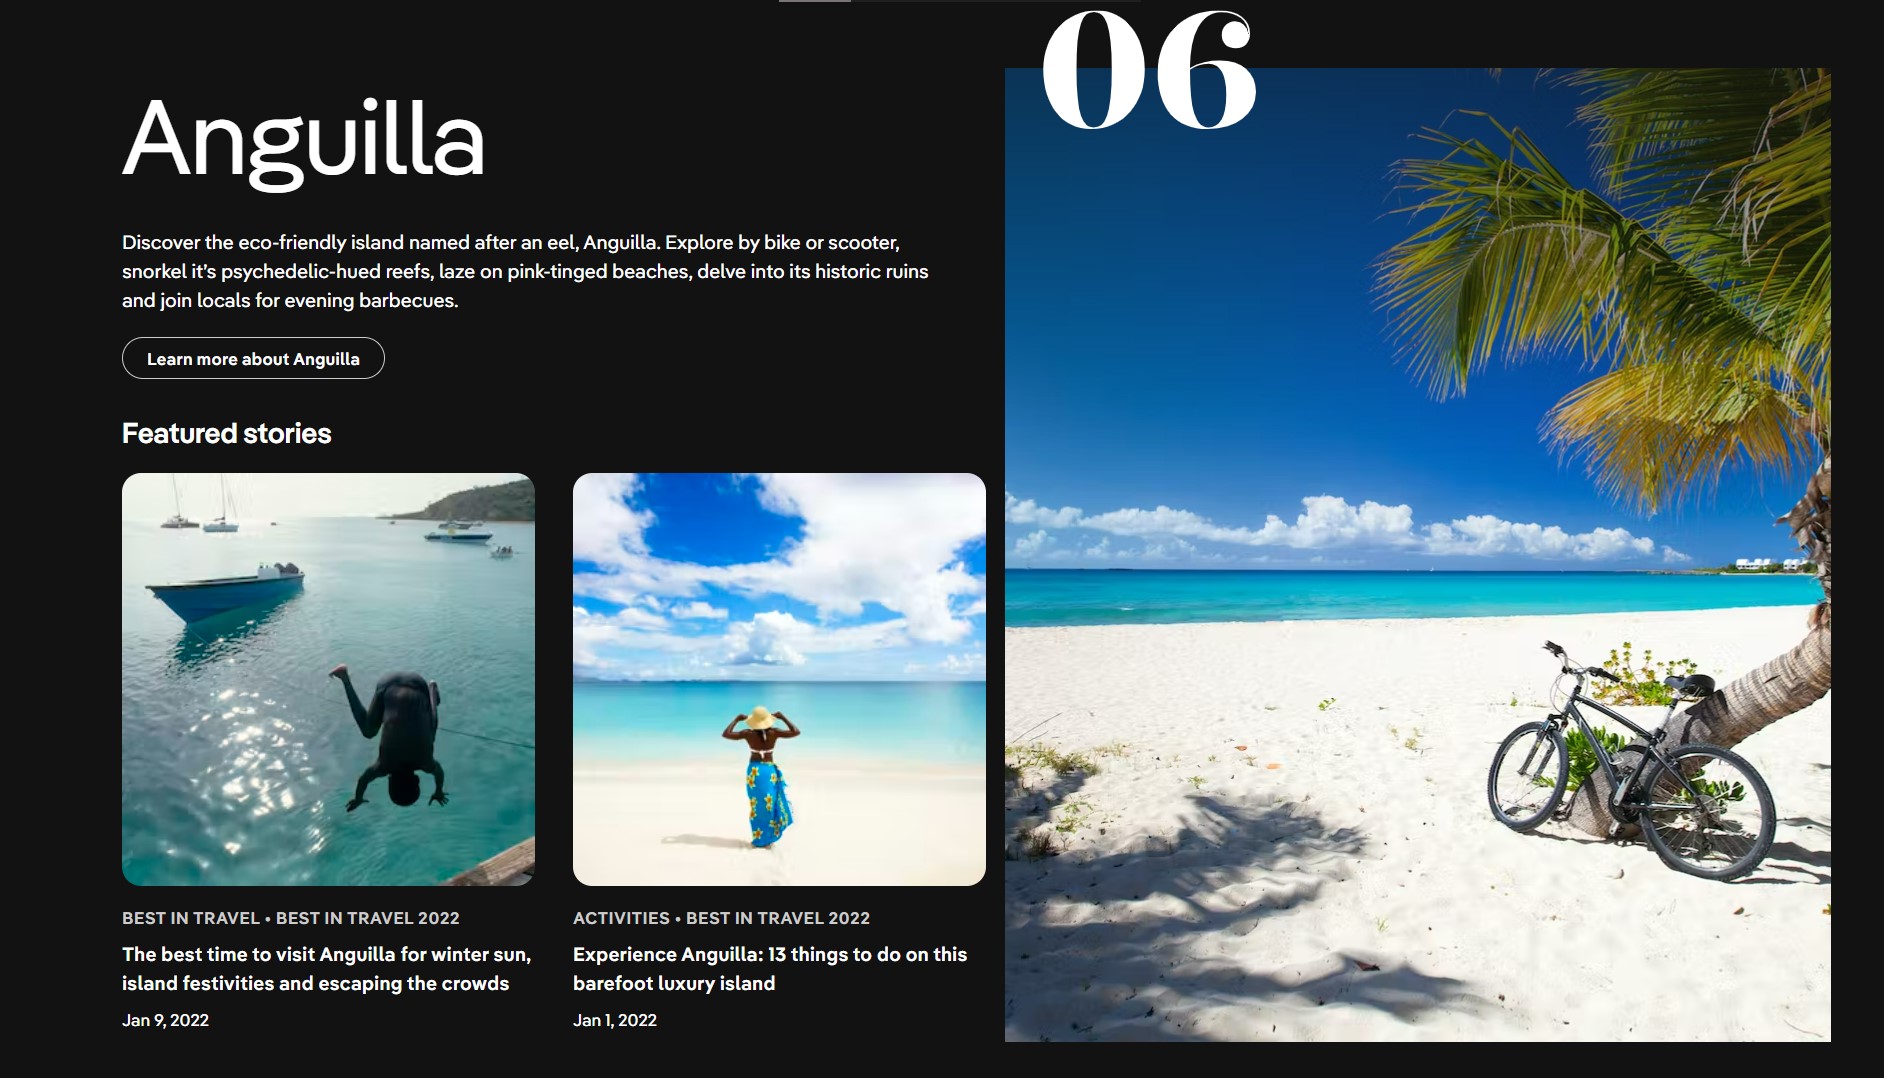 06
Anguilla
Discover the eco-friendly island named after an eel, Anguilla. Explore by bike or scooter,
snorkel it’s psychedelic-hued reefs, laze on pink-tinged beaches, delve into its historic ruins
and join locals for evening barbecues.
Learn more about Anguilla
Featured stories
BEST IN TRAVEL • BEST IN TRAVEL 2022
The best time to visit Anguilla for winter sun,
island festivities and escaping the crowds
Jan 9, 2022
ACTIVITIES • BEST IN TRAVEL 2022
Experience Anguilla: 13 things to do on this
barefoot luxury island
Jan 1, 2022